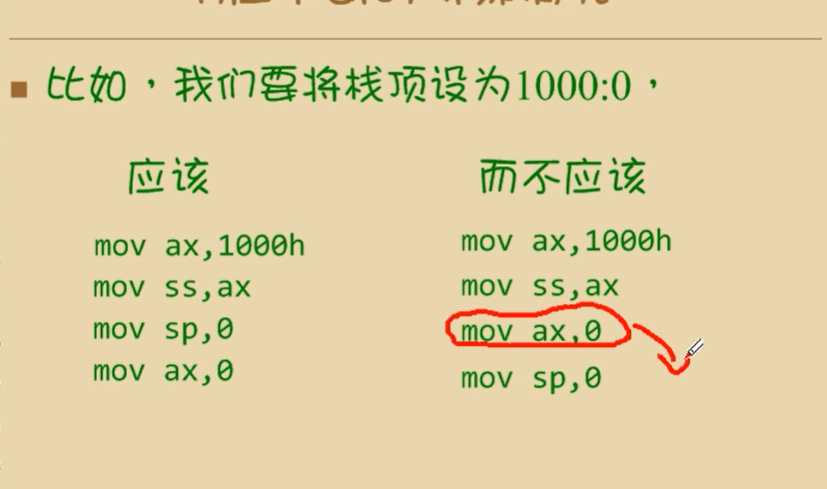 比如，我们要将栈顶设为1000:0，
应该
mov ax,1000h
mov ss,ax
mov sp,0
mov ax,0
而不应该
mov ax,1000h
mov ss,ax
mov ax,0
mov sp,0